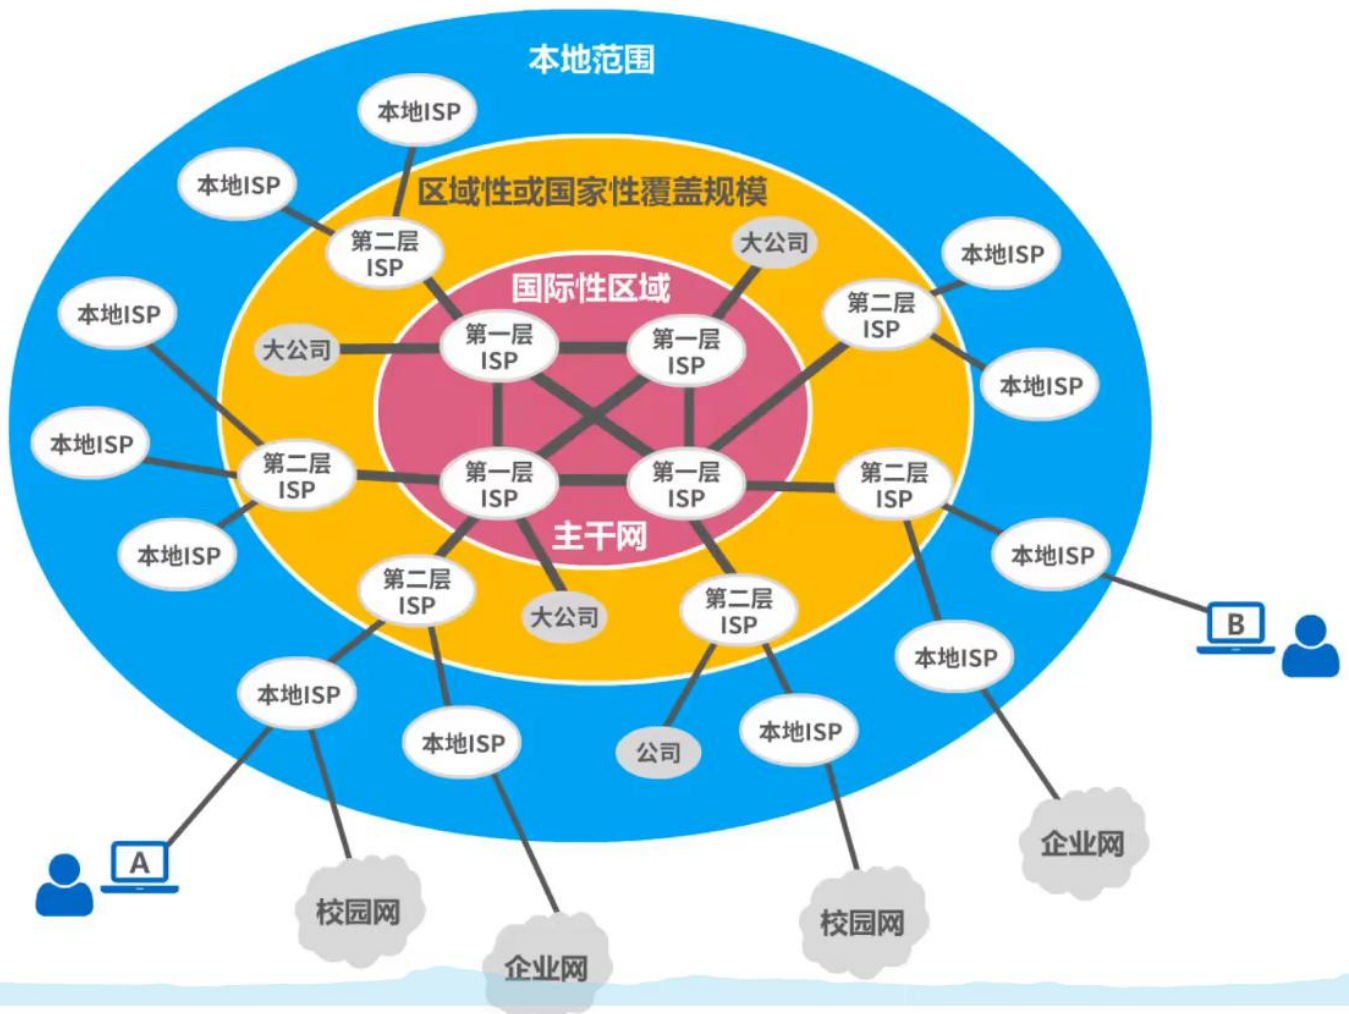 本地范围
本地ISP
本地ISP
区域性或国家性覆盖规模
第二层
ISP
大公司
本地ISP
国际性区域
第二层
ISP
本地ISP
大公司
第一层
ISP
第一层
ISP
本地ISP
本地ISP
第二层
ISP
第一层
ISP
第一层
ISP
第二层
ISP
主干网
本地ISP
本地ISP
第二层
ISP
大公司
第二层
ISP
B
本地ISP
本地ISP
本地ISP
公司
本地ISP
A
企业网
校园网
校园网
企业网